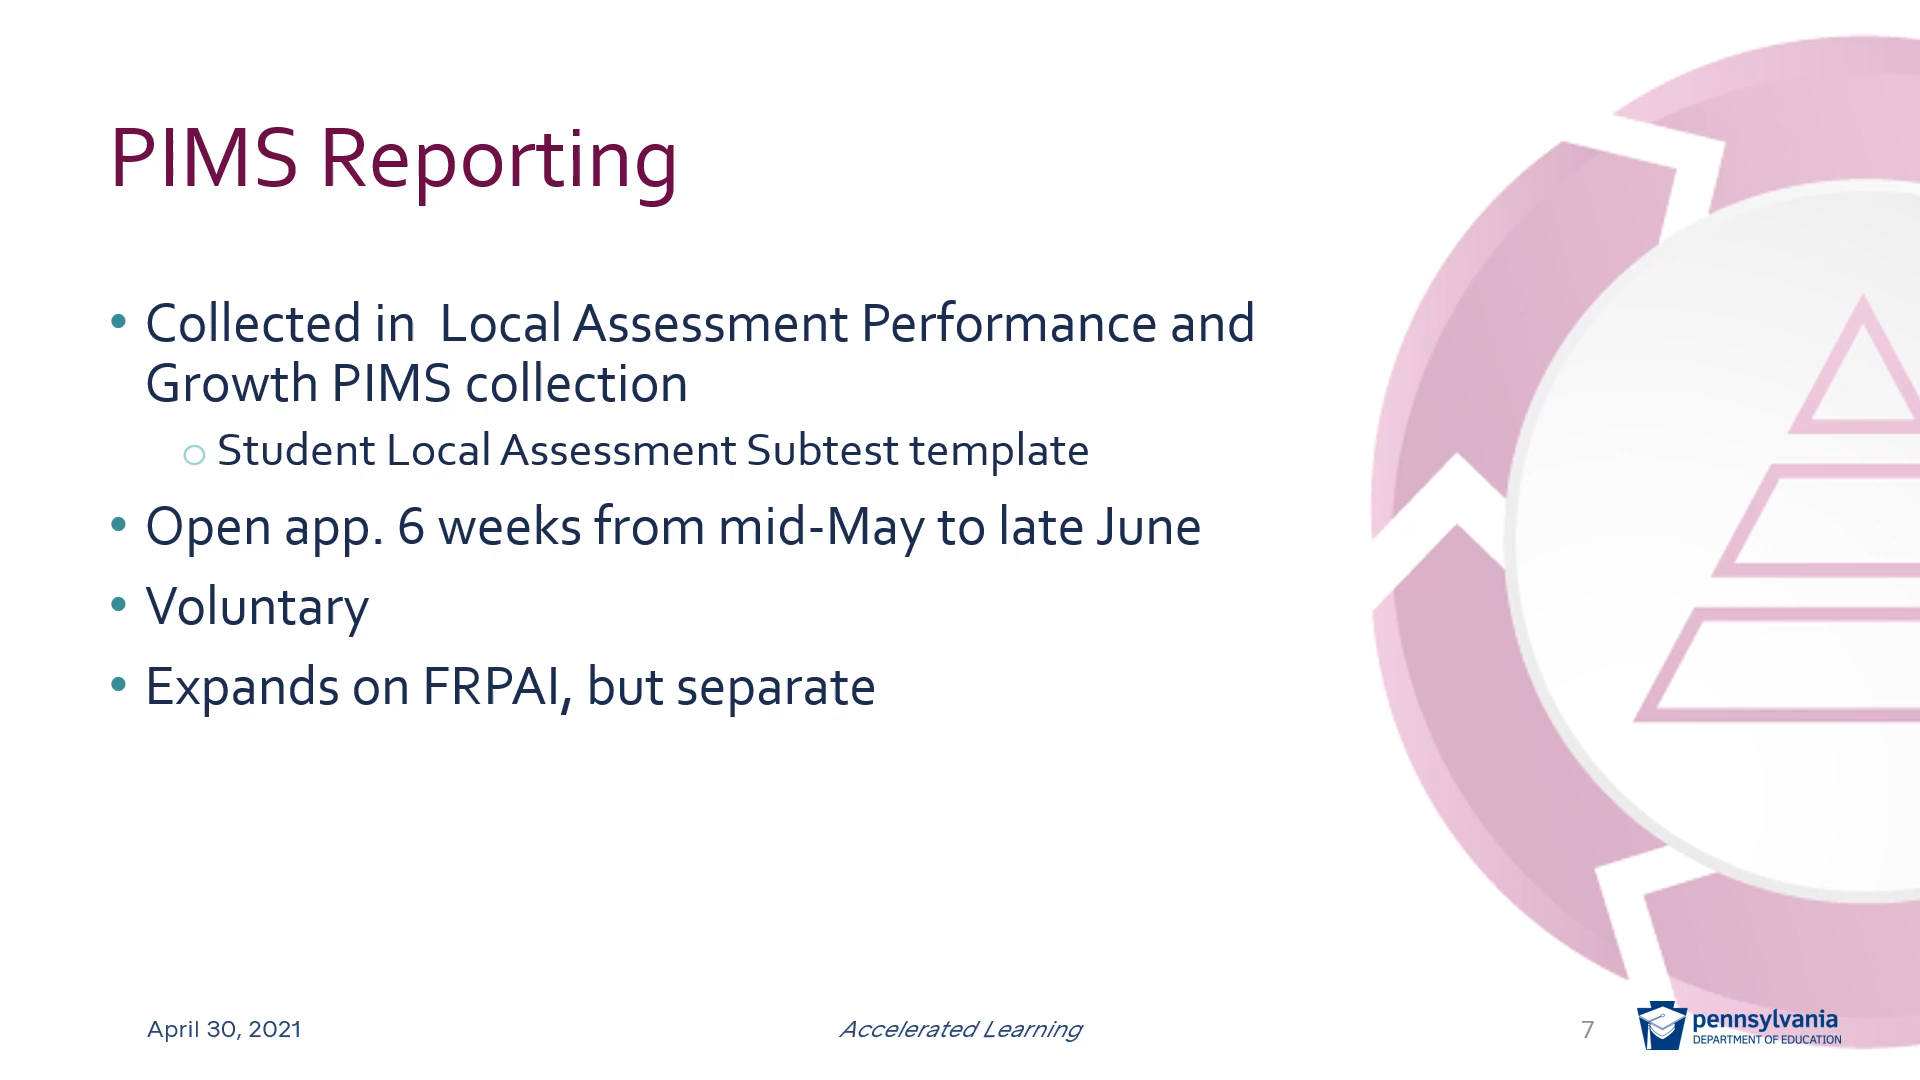 PIMS Reporting
• Collected in  Local Assessment Performance and
Growth PIMS collection
o Student Local Assessment Subtest template
• Open app. 6 weeks from mid-May to late June
• Voluntary
• Expands on FRPAI, but separate
April 30, 2021
Accelerated Learning
7
pennsylvania
DEPARTMENT OF EDUCATION